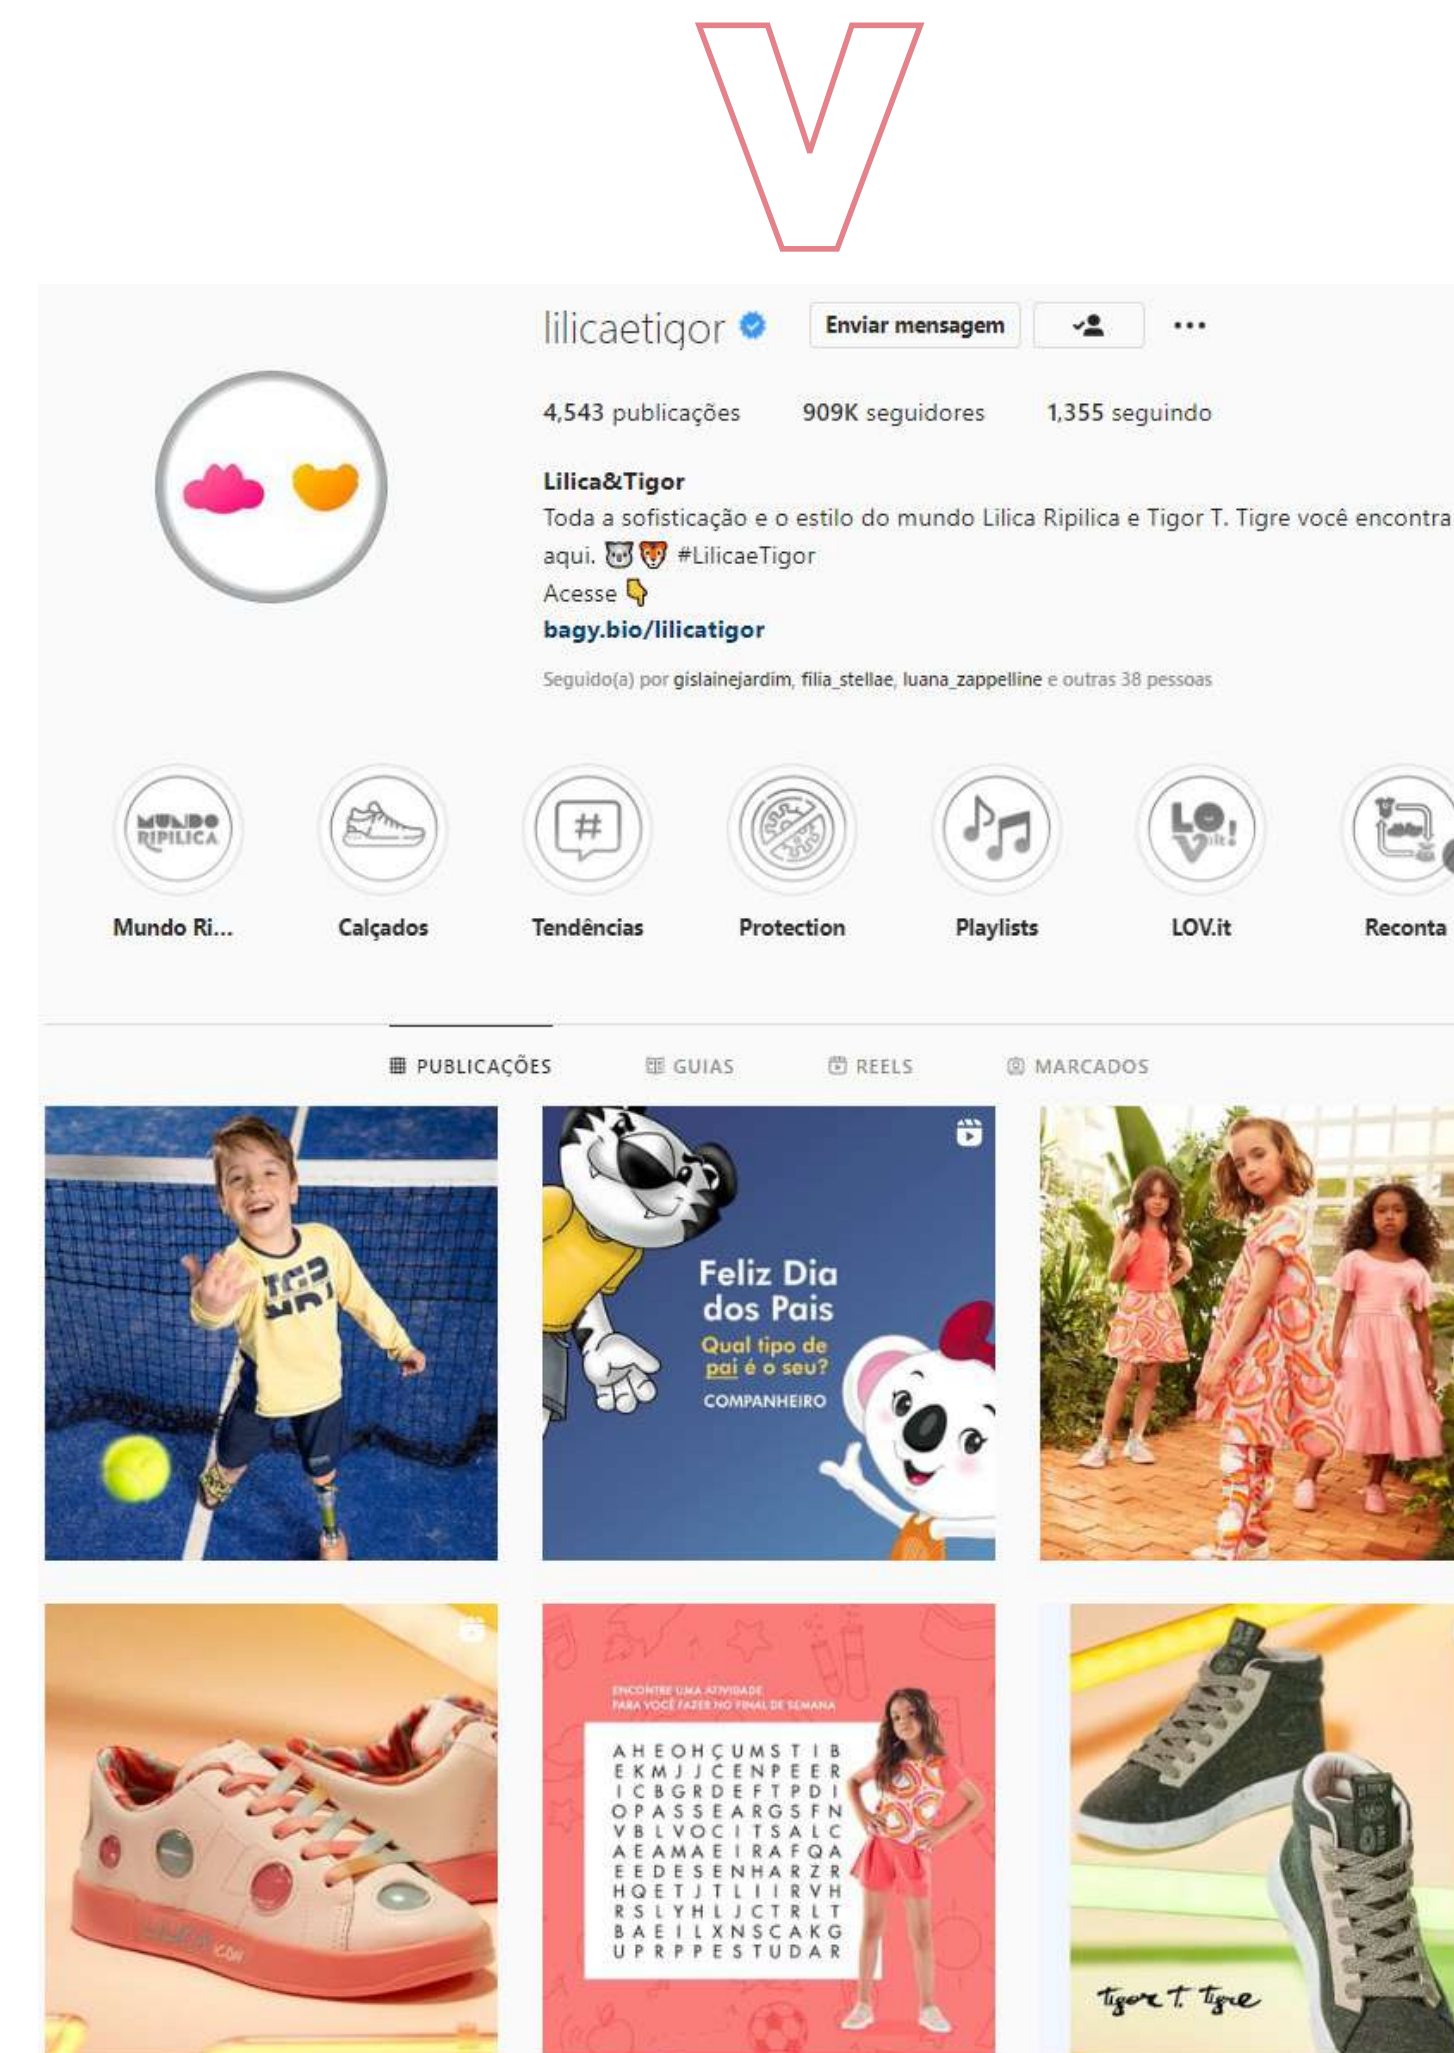 V
lilicaetigor
Enviar mensagem
4,543 publicações 909K seguidores 1,355 seguindo
Lilica&Tigor
Toda a sofisticação e o estilo do mundo Lilica Ripilica e Tigor T. Tigre você encontra
aqui. 🐨🐯 #LilicaeTigor
Acesse 👇
bagy.bio/lilicatigor
Seguido(a) por gislainejardim, filia_stellae, luana_zappelline e outras 38 pessoas
MUNDO
RIPILICA
#
LO
V it!
Mundo Ri... Calçados Tendências Protection Playlists LOV.it Reconta
PUBLICAÇÕES GUIAS REELS MARCADOS
Feliz Dia
dos Pais
Qual tipo de
pai é o seu?
COMPANHEIRO
ENCONTRE UMA ATIVIDADE
PARA VOCÊ FAZER NO FINAL DE SEMANA
A H E O H Ç U M S T I B
E K M J J C E N P E E R
I C B G R D E F T P D I
O P A S S E A R G S F N
V B L V O C I T S A L C
A E A M A E I R A F Q A
E E D E S E N H A R Z R
H Q E T J T L I I R V H
R S L Y H L J C T R L T
B A E I L X N S C A K G
U P R P P E S T U D A R
tigor T. tigre